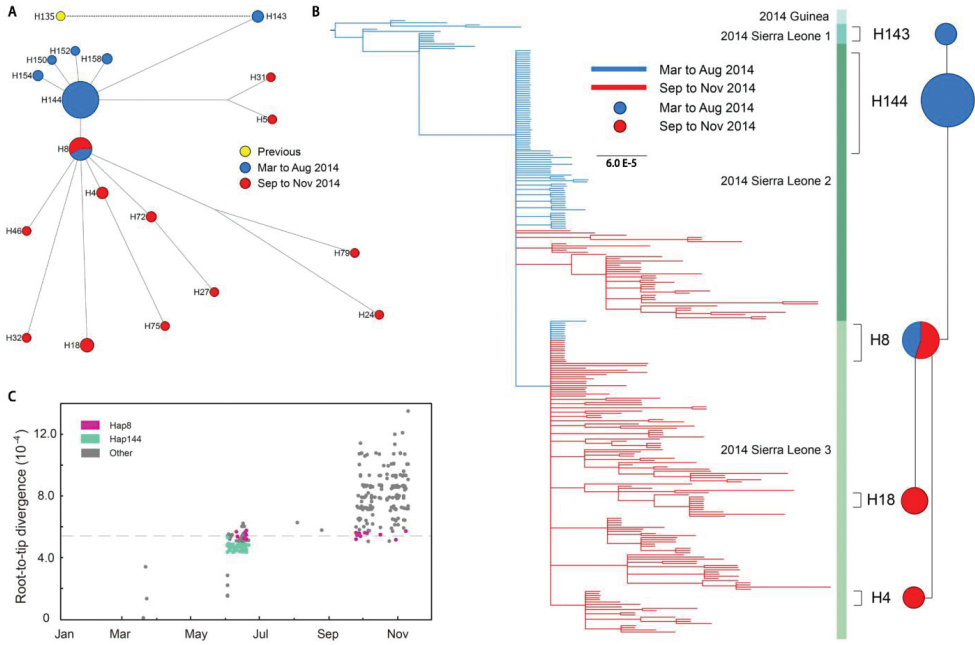 A
H135
H143
H152
H150
H158
H154
H144
H31
H5
H8
Previous
Mar to Aug 2014
Sep to Nov 2014
H4
H46
H72
H79
H27
H24
H75
H32
H18
B
2014 Guinea
2014 Sierra Leone 1
H143
Mar to Aug 2014
Sep to Nov 2014
Mar to Aug 2014
Sep to Nov 2014
H144
6.0 E-5
2014 Sierra Leone 2
H8
2014 Sierra Leone 3
H18
H4
C
Root-to-tip divergence (10⁻⁴)
12.0
8.0
4.0
0
Hap8
Hap144
Other
Jan Mar May Jul Sep Nov